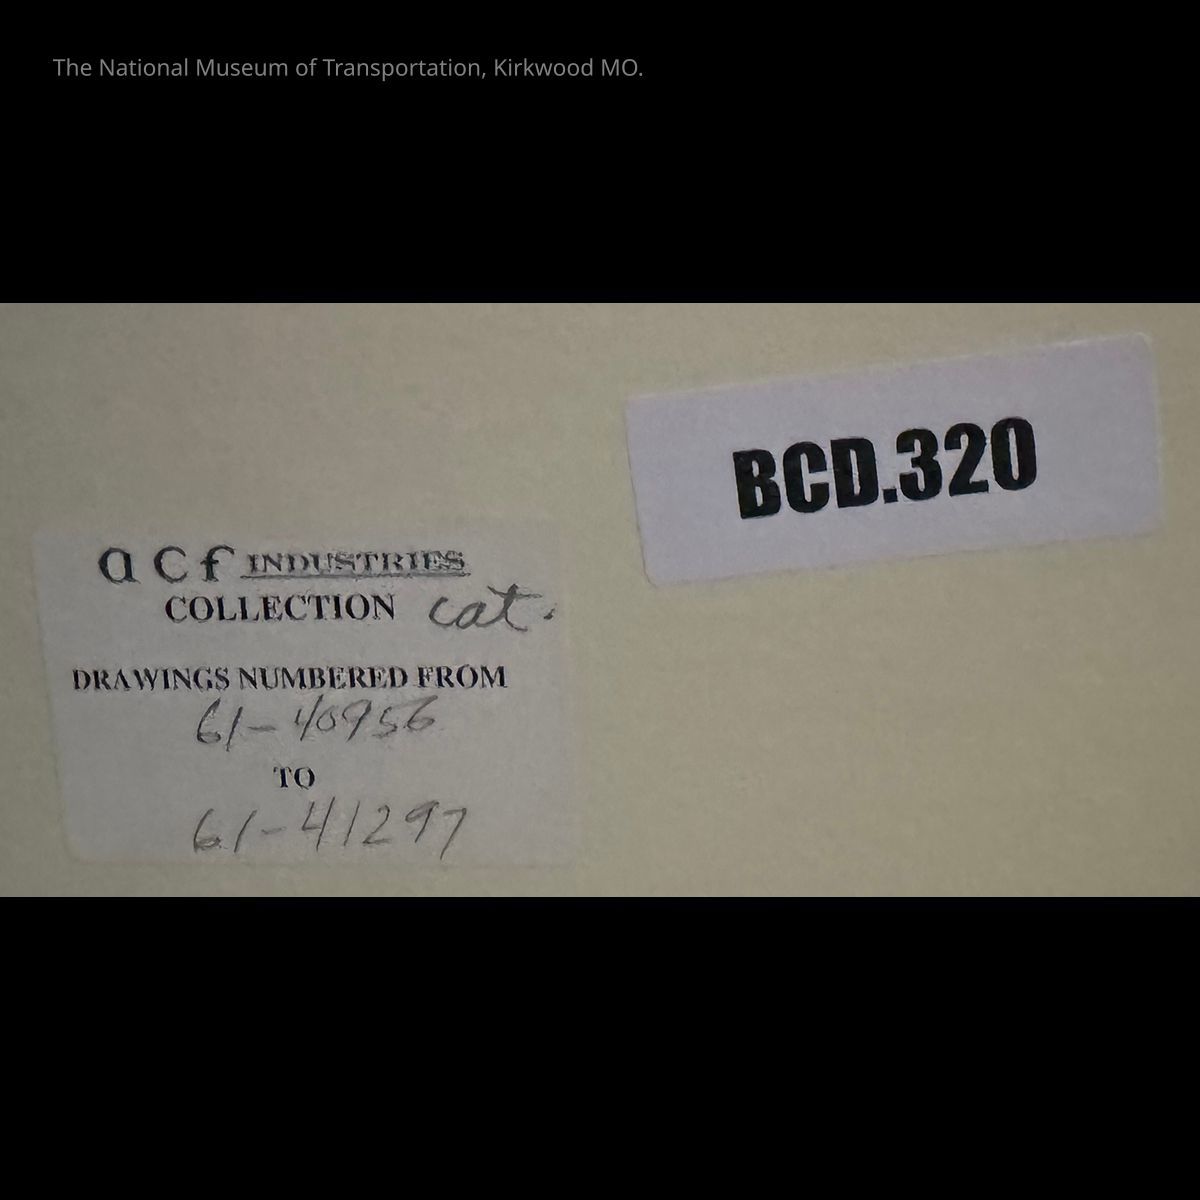 The National Museum of Transportation, Kirkwood MO.
BCD.320
acf INDUSTRIES
COLLECTION cat.
DRAWINGS NUMBERED FROM
61-40956
TO
61-41297